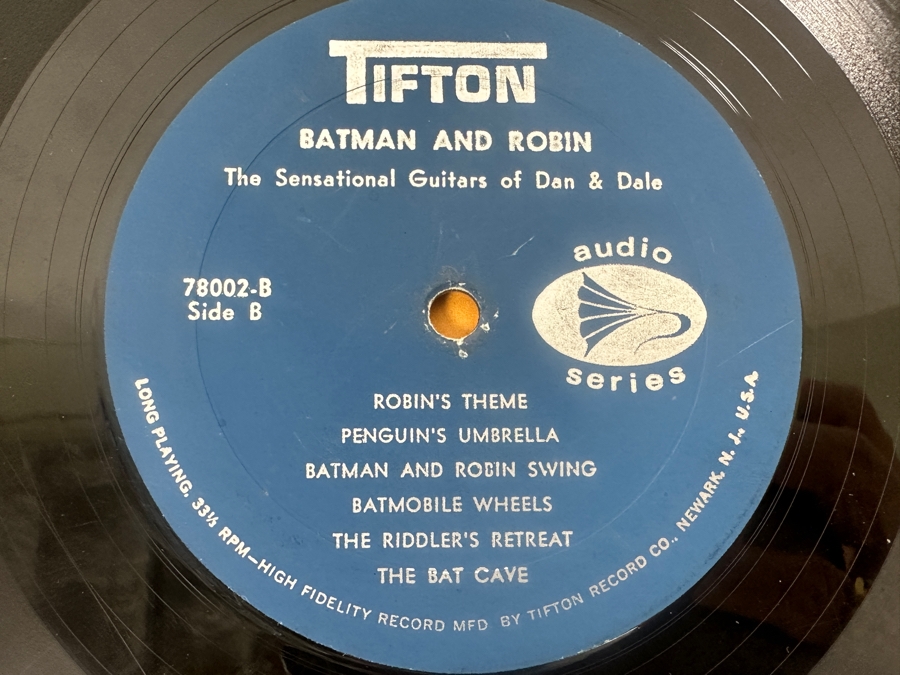 TIFTON
BATMAN AND ROBIN
The Sensational Guitars of Dan & Dale
audio
series
78002-B
Side B
ROBIN'S THEME
PENGUIN'S UMBRELLA
BATMAN AND ROBIN SWING
BATMOBILE WHEELS
THE RIDDLER'S RETREAT
THE BAT CAVE
LONG PLAYING, 33⅓ RPM—HIGH FIDELITY RECORD MFD BY TIFTON RECORD CO., NEWARK, N. J., U.S.A.